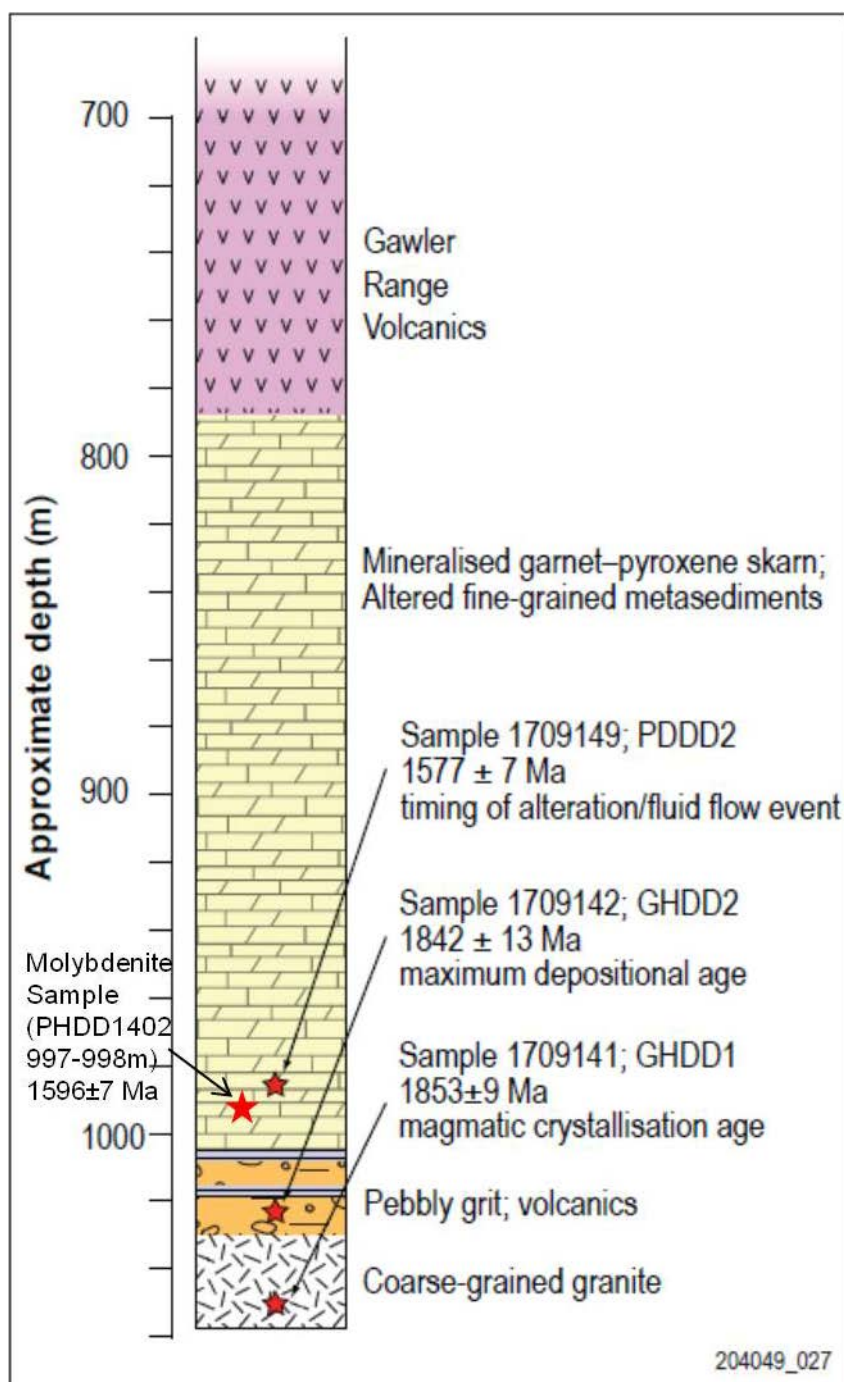 700
800
900
1000
Approximate depth (m)
Gawler
Range
Volcanics
Mineralised garnet–pyroxene skarn;
Altered fine-grained metasediments
Sample 1709149; PDDD2
1577 ± 7 Ma
timing of alteration/fluid flow event
Sample 1709142; GHDD2
1842 ± 13 Ma
maximum depositional age
Molybdenite
Sample
(PHDD1402
997-998m)
1596±7 Ma
Sample 1709141; GHDD1
1853±9 Ma
magmatic crystallisation age
Pebbly grit; volcanics
Coarse-grained granite
204049_027